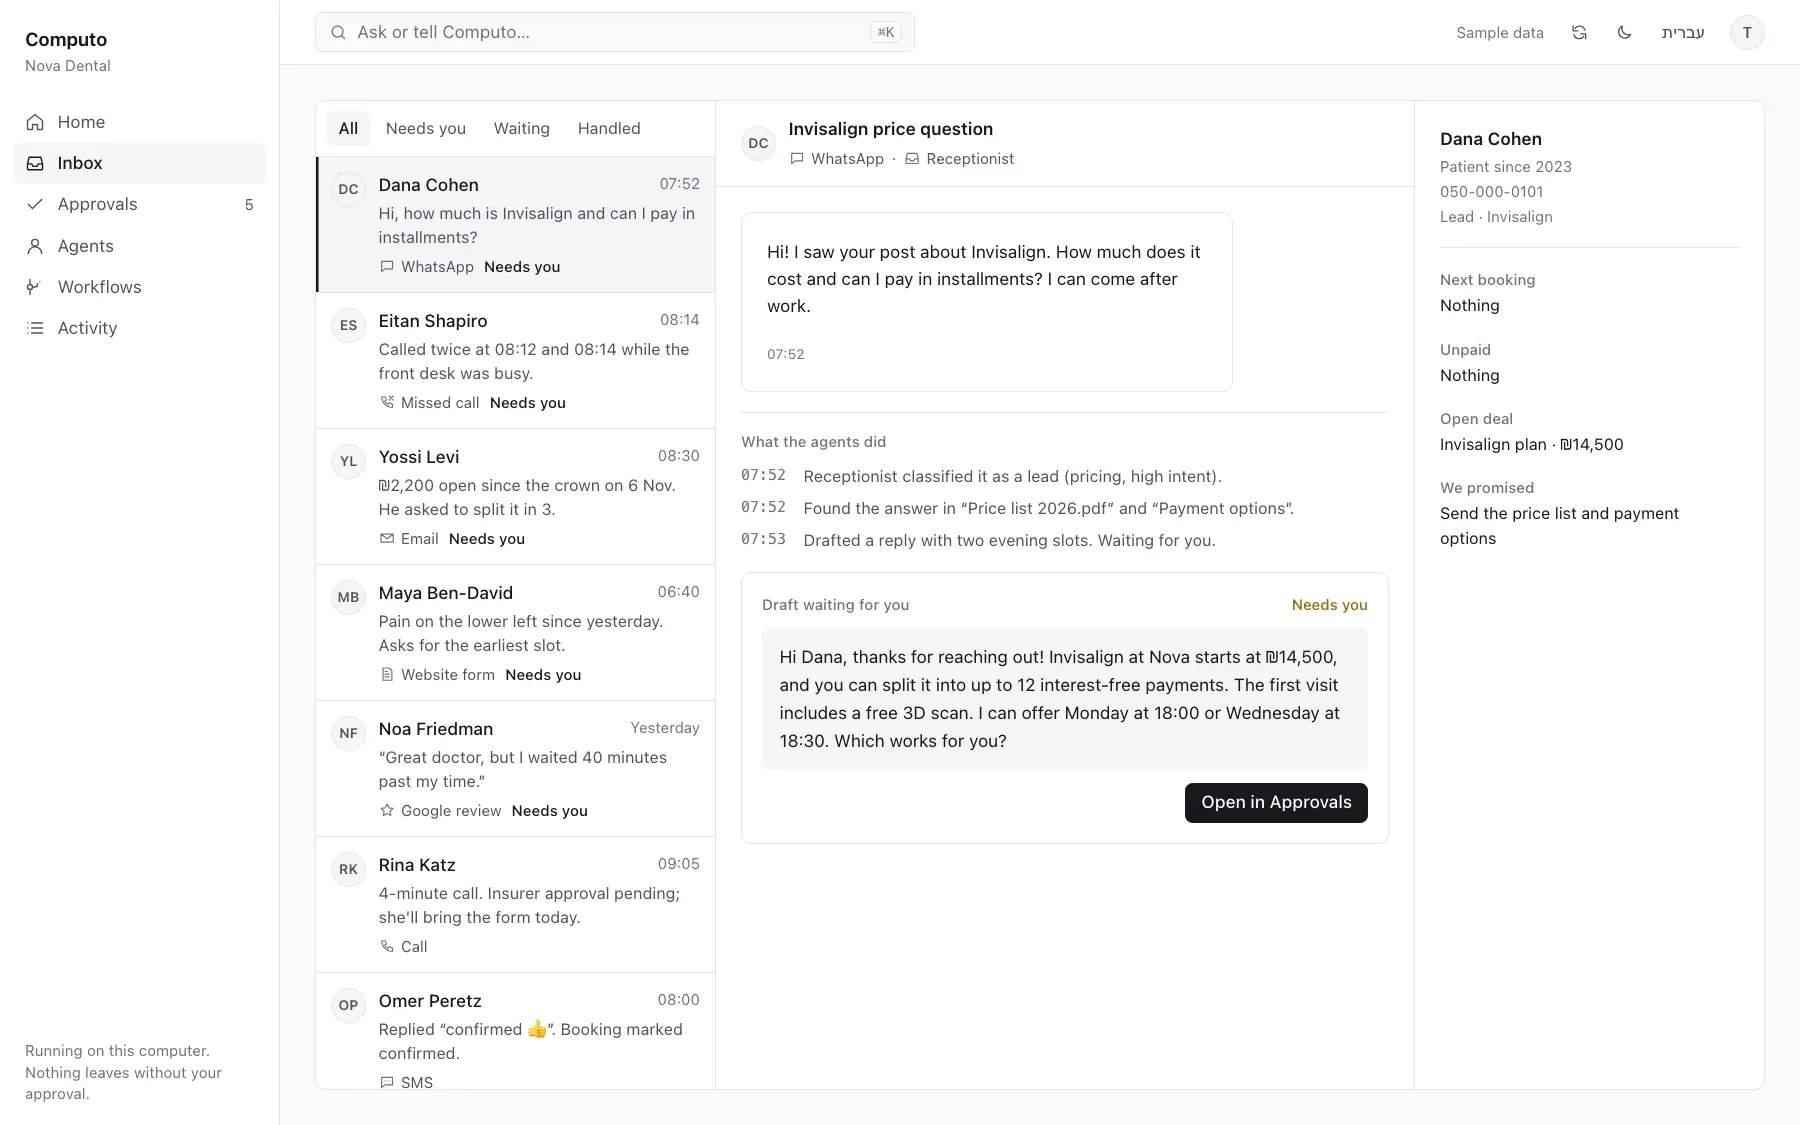 Computo
Nova Dental
Home
Inbox
Approvals 5
Agents
Workflows
Activity
Running on this computer.
Nothing leaves without your
approval.
Ask or tell Computo... ⌘K
Sample data
עברית
T
All Needs you Waiting Handled
DC
Dana Cohen 07:52
Hi, how much is Invisalign and can I pay in
installments?
WhatsApp Needs you
ES
Eitan Shapiro 08:14
Called twice at 08:12 and 08:14 while the
front desk was busy.
Missed call Needs you
YL
Yossi Levi 08:30
₪2,200 open since the crown on 6 Nov.
He asked to split it in 3.
Email Needs you
MB
Maya Ben-David 06:40
Pain on the lower left since yesterday.
Asks for the earliest slot.
Website form Needs you
NF
Noa Friedman Yesterday
“Great doctor, but I waited 40 minutes
past my time.”
Google review Needs you
RK
Rina Katz 09:05
4-minute call. Insurer approval pending;
she'll bring the form today.
Call
OP
Omer Peretz 08:00
Replied “confirmed 👍”. Booking marked
confirmed.
SMS
DC
Invisalign price question
WhatsApp · Receptionist
Hi! I saw your post about Invisalign. How much does it
cost and can I pay in installments? I can come after
work.
07:52
What the agents did
07:52 Receptionist classified it as a lead (pricing, high intent).
07:52 Found the answer in “Price list 2026.pdf” and “Payment options”.
07:53 Drafted a reply with two evening slots. Waiting for you.
Draft waiting for you Needs you
Hi Dana, thanks for reaching out! Invisalign at Nova starts at ₪14,500,
and you can split it into up to 12 interest-free payments. The first visit
includes a free 3D scan. I can offer Monday at 18:00 or Wednesday at
18:30. Which works for you?
Open in Approvals
Dana Cohen
Patient since 2023
050-000-0101
Lead · Invisalign
Next booking
Nothing
Unpaid
Nothing
Open deal
Invisalign plan · ₪14,500
We promised
Send the price list and payment
options